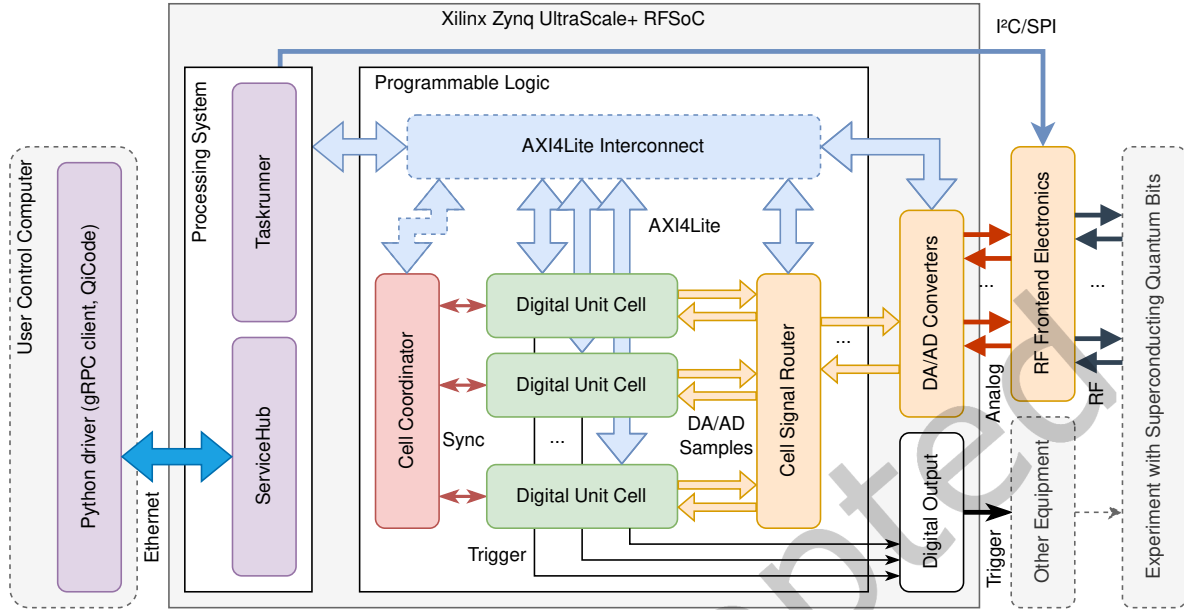 Xilinx Zynq UltraScale+ RFSoC
I²C/SPI
Processing System
Taskrunner
ServiceHub
Programmable Logic
AXI4Lite Interconnect
AXI4Lite
User Control Computer
Python driver (gRPC client, QiCode)
Ethernet
Cell Coordinator
Sync
Digital Unit Cell
Digital Unit Cell
...
Digital Unit Cell
Trigger
DA/AD
Samples
Cell Signal Router
...
DA/AD Converters
Digital Output
Analog
...
RF Frontend Electronics
RF
...
Trigger
Other Equipment
Experiment with Superconducting Quantum Bits